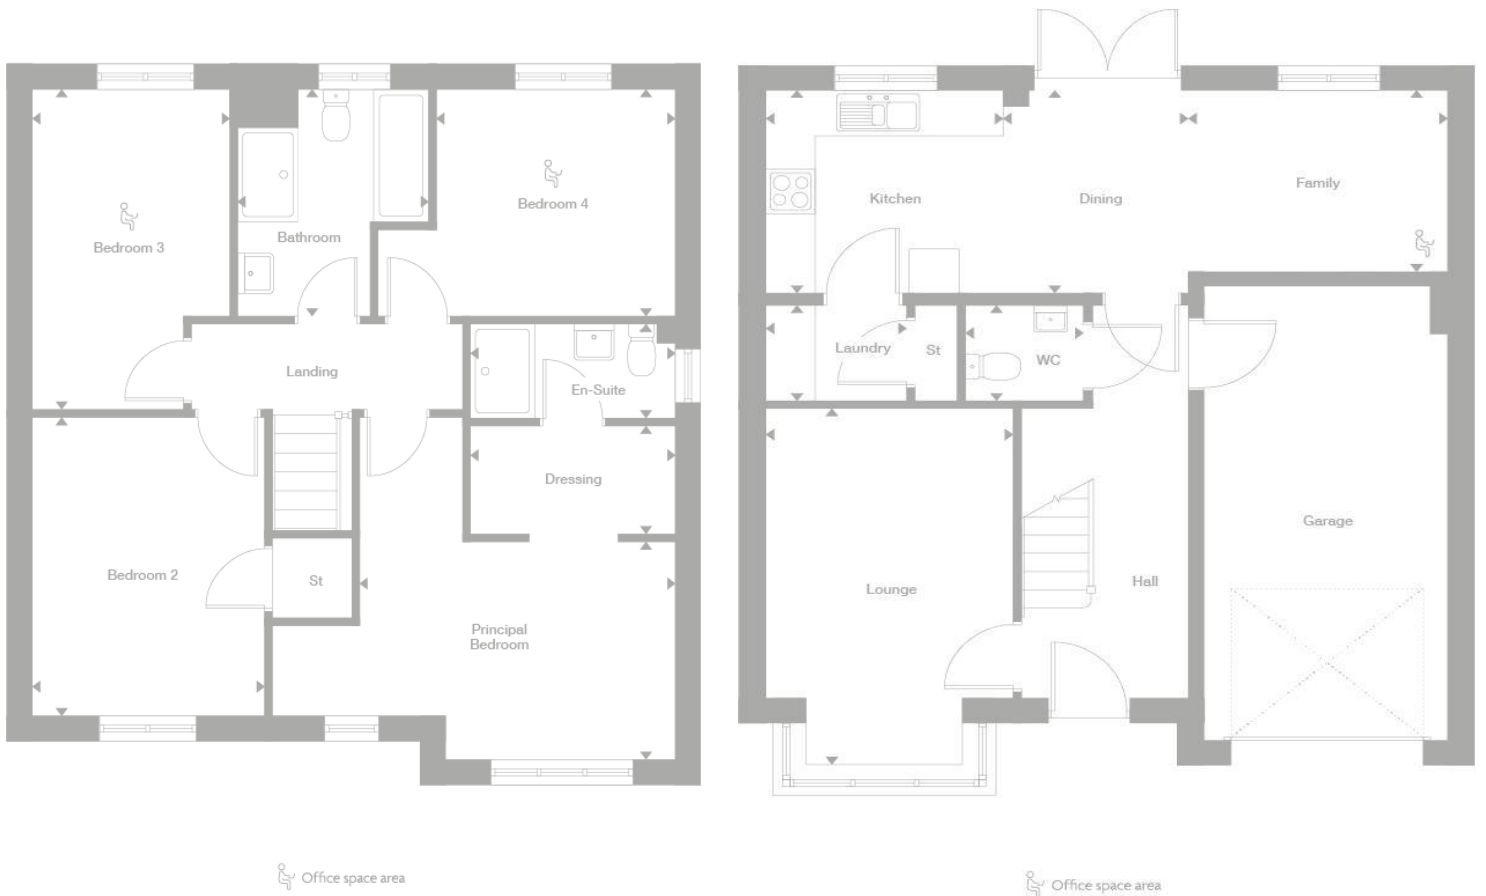 Bedroom 3
Bathroom
Bedroom 4
Landing
En-Suite
Dressing
Bedroom 2
St
Principal
Bedroom
Office space area
Kitchen
Dining
Family
Laundry
St
WC
Lounge
Hall
Garage
Office space area